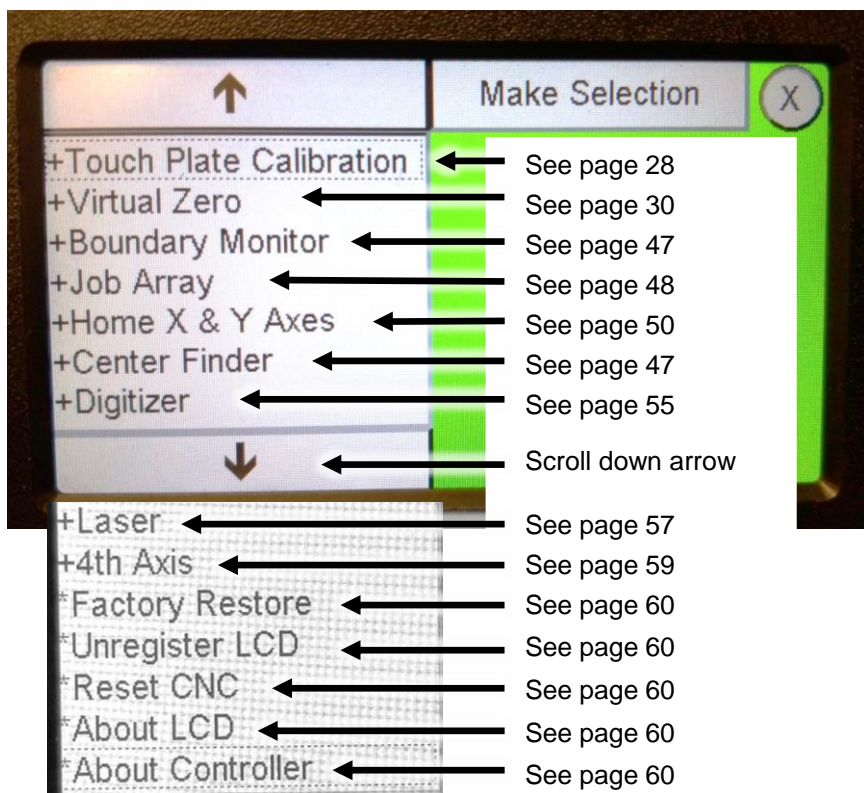 ↑ Make Selection X
+Touch Plate Calibration See page 28
+Virtual Zero See page 30
+Boundary Monitor See page 47
+Job Array See page 48
+Home X & Y Axes See page 50
+Center Finder See page 47
+Digitizer See page 55
↓ Scroll down arrow
+Laser See page 57
+4th Axis See page 59
*Factory Restore See page 60
*Unregister LCD See page 60
*Reset CNC See page 60
*About LCD See page 60
*About Controller See page 60